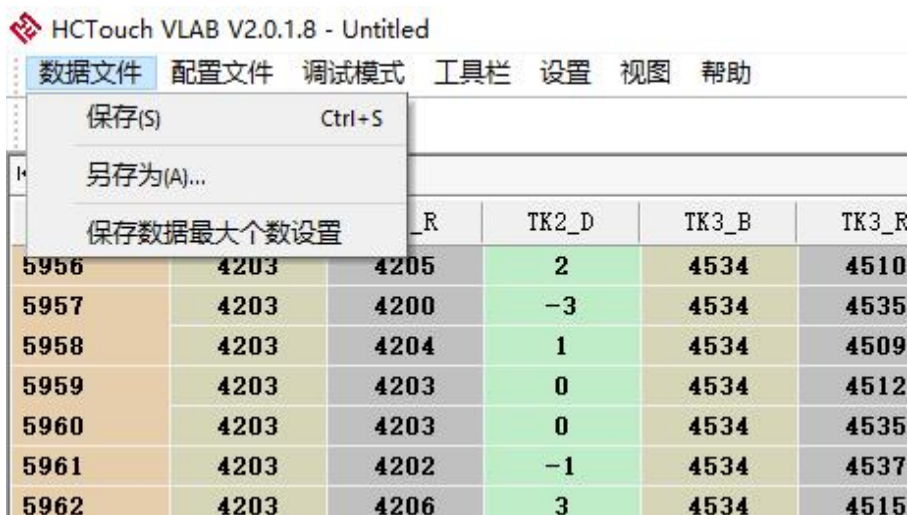 HCTouch VLAB V2.0.1.8 - Untitled
数据文件 配置文件 调试模式 工具栏 设置 视图 帮助
保存(S) Ctrl+S
另存为(A)...
保存数据最大个数设置
_R TK2_D TK3_B TK3_R
5956 4203 4205 2 4534 4510
5957 4203 4200 -3 4534 4535
5958 4203 4204 1 4534 4509
5959 4203 4203 0 4534 4512
5960 4203 4203 0 4534 4535
5961 4203 4202 -1 4534 4537
5962 4203 4206 3 4534 4515